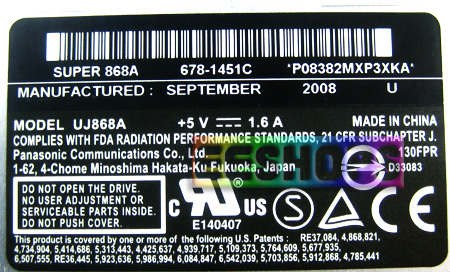 SUPER 868A 678-1451C *P08382MXP3XKA*
MANUFACTURED : SEPTEMBER 2008 U
MODEL UJ868A +5 V 1.6 A MADE IN CHINA
COMPLIES WITH FDA RADIATION PERFORMANCE STANDARDS, 21 CFR SUBCHAPTER J.
Panasonic Communications Co., Ltd. 130FPR
1-62, 4-Chome Minoshima Hakata-Ku Fukuoka, Japan D33083
EGSHOPS
DO NOT OPEN THE DRIVE.
NO USER ADJUSTMENT OR
SERVICEABLE PARTS INSIDE.
DO NOT PUSH COVER.
C US
E140407
S
This product is covered by one or more of the following U.S. Patents : RE37,084, 4,868,821,
4,734,904, 5,414,686, 5,313,443, 5,425,637, 4,939,717, 5,109,373, 5,764,609, 5,677,935,
6,507,555, RE36,445, 5,923,636, 5,986,994, 6,084,847, 6,542,039, 5,703,856, 5,912,868, 4,785,441